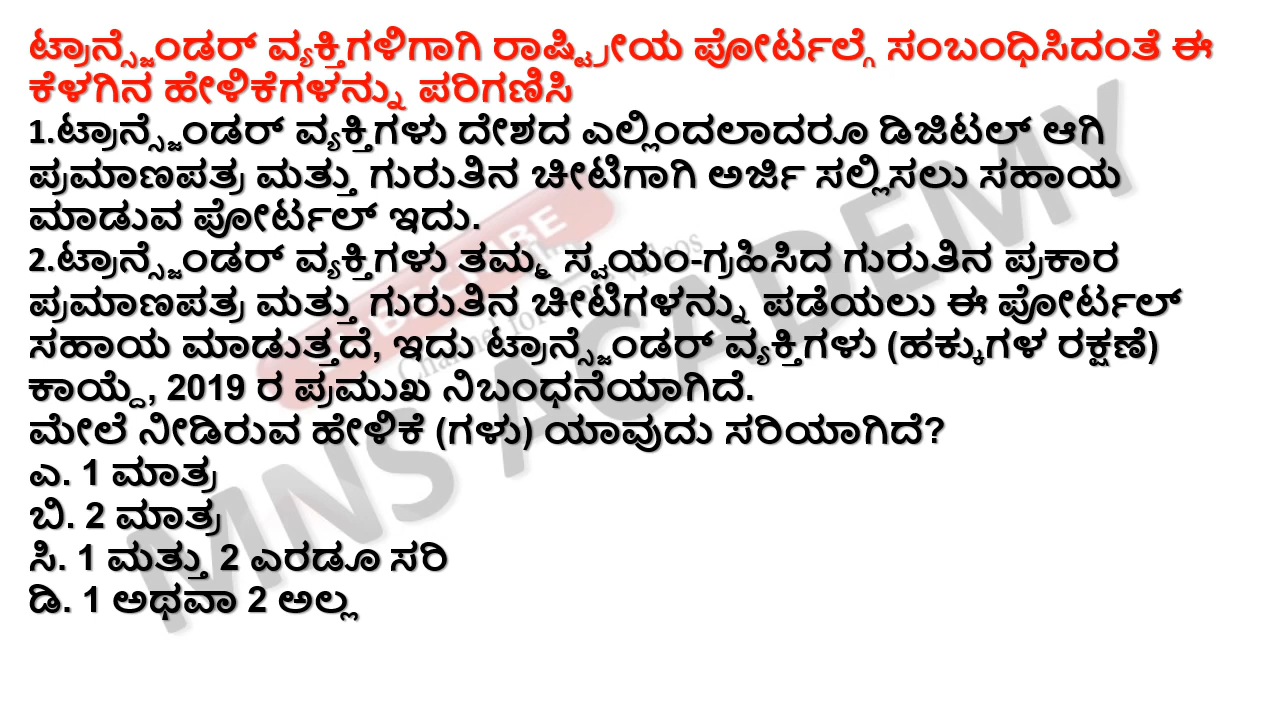 ಟ್ರಾನ್ಸ್ಜೆಂಡರ್ ವ್ಯಕ್ತಿಗಳಿಗಾಗಿ ರಾಷ್ಟ್ರೀಯ ಪೋರ್ಟಲ್ಗೆ ಸಂಬಂಧಿಸಿದಂತೆ ಈ
ಕೆಳಗಿನ ಹೇಳಿಕೆಗಳನ್ನು ಪರಿಗಣಿಸಿ
1.ಟ್ರಾನ್ಸ್ಜೆಂಡರ್ ವ್ಯಕ್ತಿಗಳು ದೇಶದ ಎಲ್ಲಿಂದಲಾದರೂ ಡಿಜಿಟಲ್ ಆಗಿ
ಪ್ರಮಾಣಪತ್ರ ಮತ್ತು ಗುರುತಿನ ಚೀಟಿಗಾಗಿ ಅರ್ಜಿ ಸಲ್ಲಿಸಲು ಸಹಾಯ
ಮಾಡುವ ಪೋರ್ಟಲ್ ಇದು.
2.ಟ್ರಾನ್ಸ್ಜೆಂಡರ್ ವ್ಯಕ್ತಿಗಳು ತಮ್ಮ ಸ್ವಯಂ-ಗ್ರಹಿಸಿದ ಗುರುತಿನ ಪ್ರಕಾರ
ಪ್ರಮಾಣಪತ್ರ ಮತ್ತು ಗುರುತಿನ ಚೀಟಿಗಳನ್ನು ಪಡೆಯಲು ಈ ಪೋರ್ಟಲ್
ಸಹಾಯ ಮಾಡುತ್ತದೆ, ಇದು ಟ್ರಾನ್ಸ್ಜೆಂಡರ್ ವ್ಯಕ್ತಿಗಳು (ಹಕ್ಕುಗಳ ರಕ್ಷಣೆ)
ಕಾಯ್ದೆ, 2019 ರ ಪ್ರಮುಖ ನಿಬಂಧನೆಯಾಗಿದೆ.
ಮೇಲೆ ನೀಡಿರುವ ಹೇಳಿಕೆ (ಗಳು) ಯಾವುದು ಸರಿಯಾಗಿದೆ?
ಎ. 1 ಮಾತ್ರ
ಬಿ. 2 ಮಾತ್ರ
ಸಿ. 1 ಮತ್ತು 2 ಎರಡೂ ಸರಿ
ಡಿ. 1 ಅಥವಾ 2 ಅಲ್ಲ
MNS ACADEMY